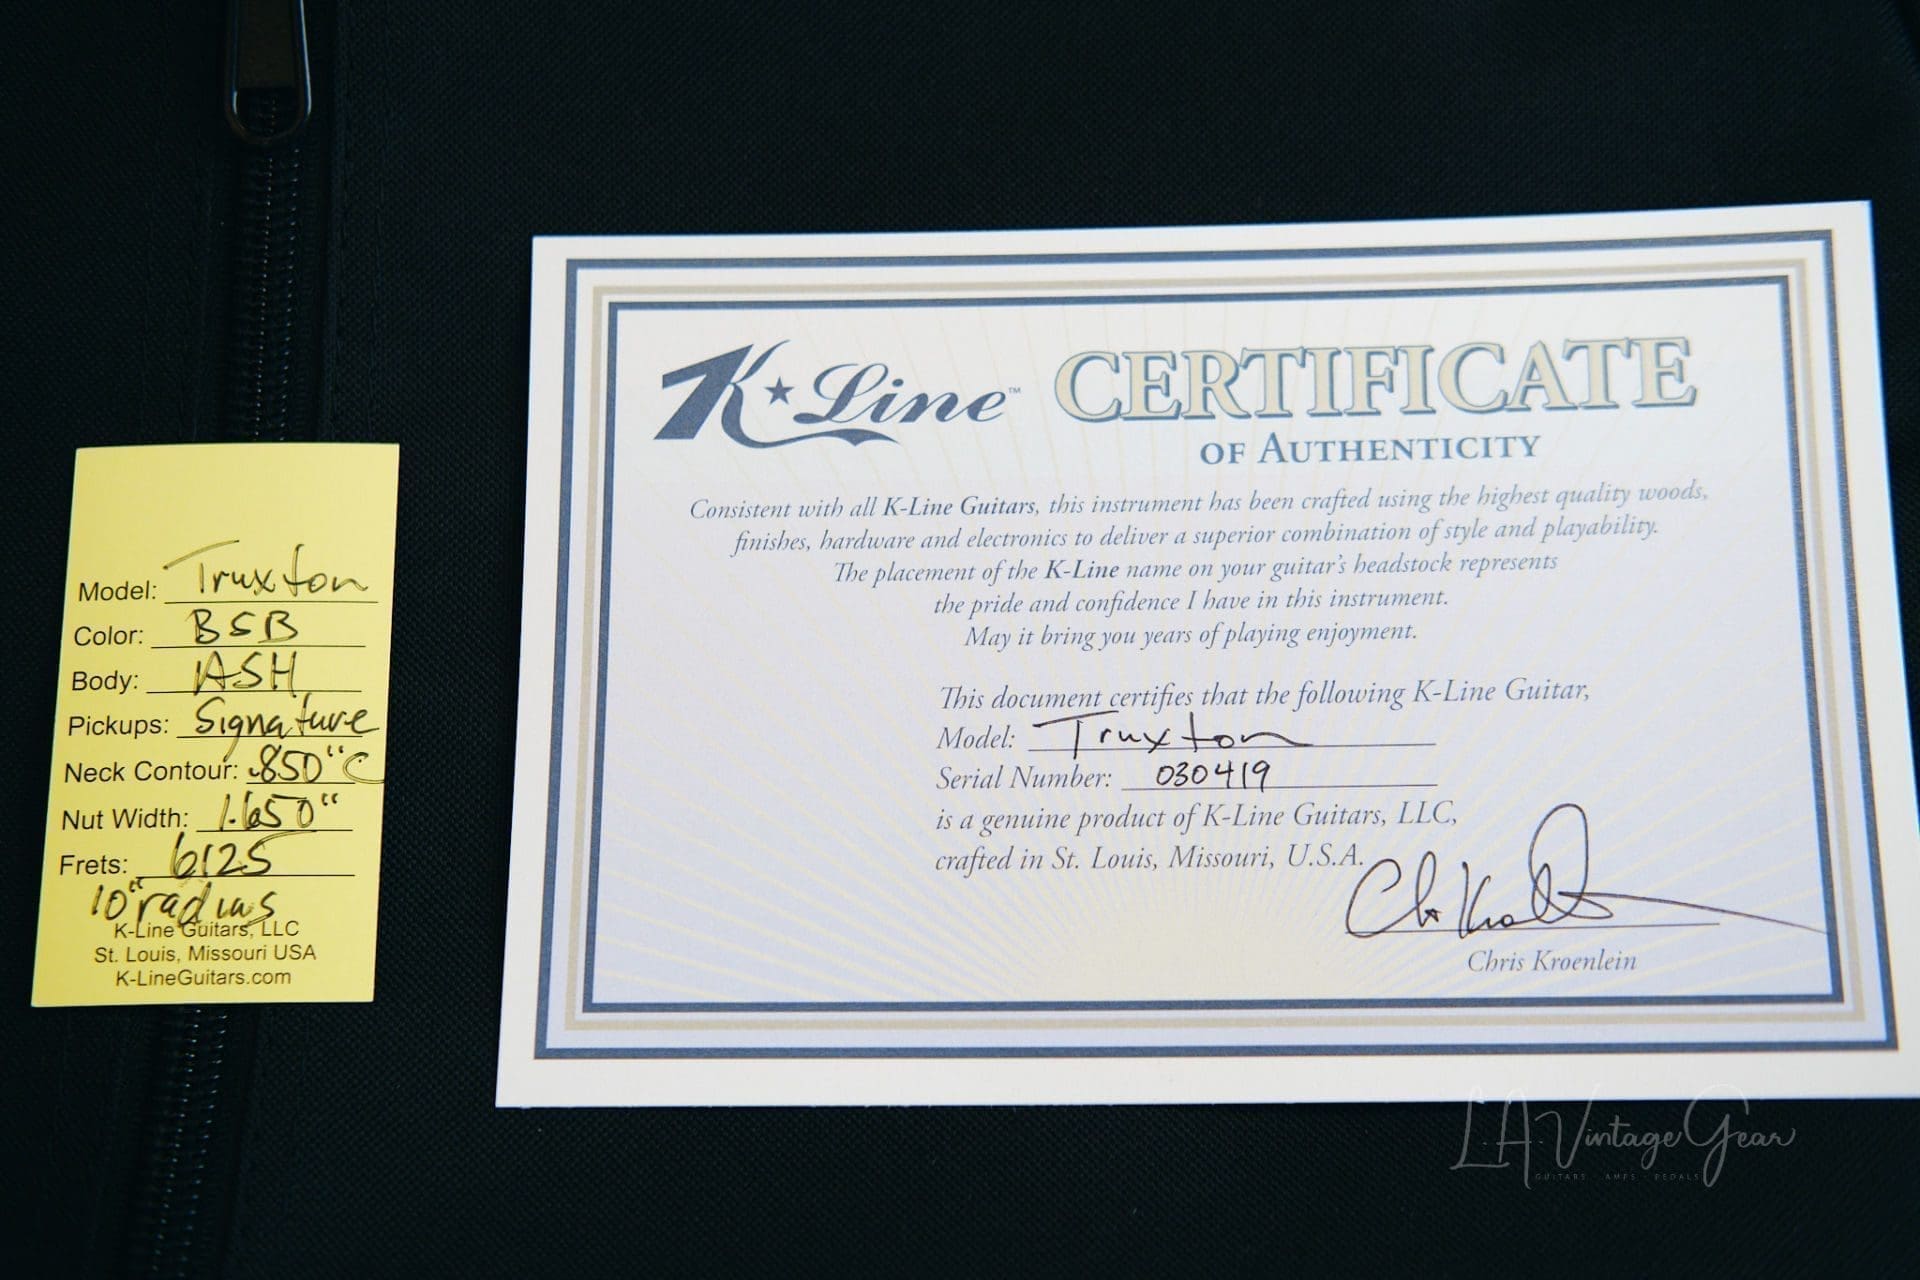 Model: Truxton
Color: BSB
Body: ASH
Pickups: Signature
Neck Contour: .850" C
Nut Width: 1.650"
Frets: 6125
10" radius
K-Line Guitars, LLC
St. Louis, Missouri USA
K-LineGuitars.com
K★Line™
CERTIFICATE
OF AUTHENTICITY
Consistent with all K-Line Guitars, this instrument has been crafted using the highest quality woods,
finishes, hardware and electronics to deliver a superior combination of style and playability.
The placement of the K-Line name on your guitar's headstock represents
the pride and confidence I have in this instrument.
May it bring you years of playing enjoyment.
This document certifies that the following K-Line Guitar,
Model: Truxton
Serial Number: 030419
is a genuine product of K-Line Guitars, LLC,
crafted in St. Louis, Missouri, U.S.A.
Chris Kroenlein
L.A. Vintage Gear
GUITARS · AMPS · PEDALS